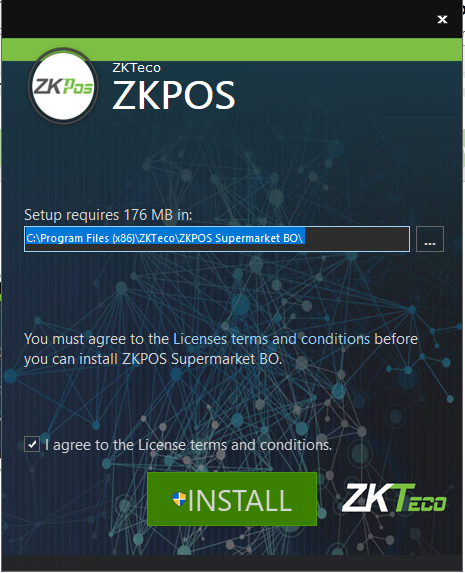 ZKPos
ZKTeco
ZKPOS
Setup requires 176 MB in:
C:\Program Files (x86)\ZKTeco\ZKPOS Supermarket BO\
...
You must agree to the Licenses terms and conditions before
you can install ZKPOS Supermarket BO.
I agree to the License terms and conditions.
INSTALL
ZKTeco